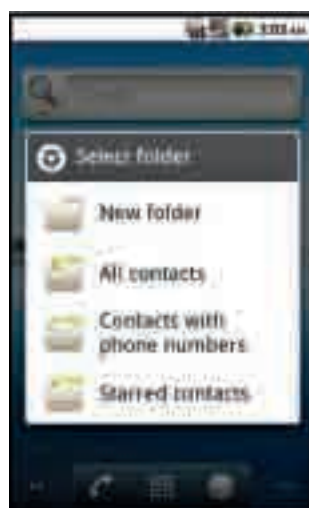 Select folder
New folder
All contacts
Contacts with
phone numbers
Starred contacts